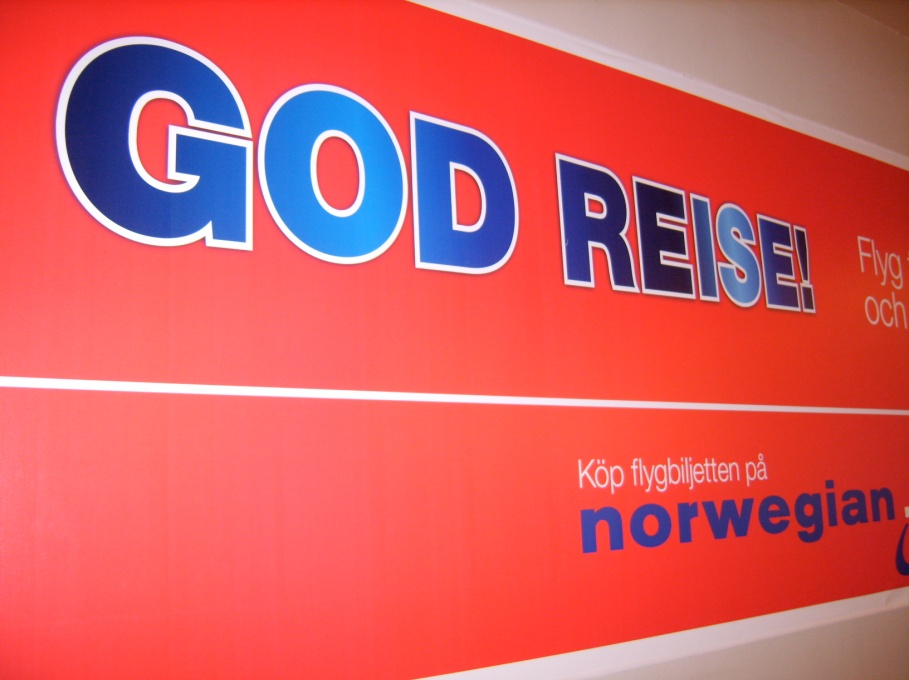 GOD REISE!
Flyg
och
Köp flygbiljetten på
norwegian